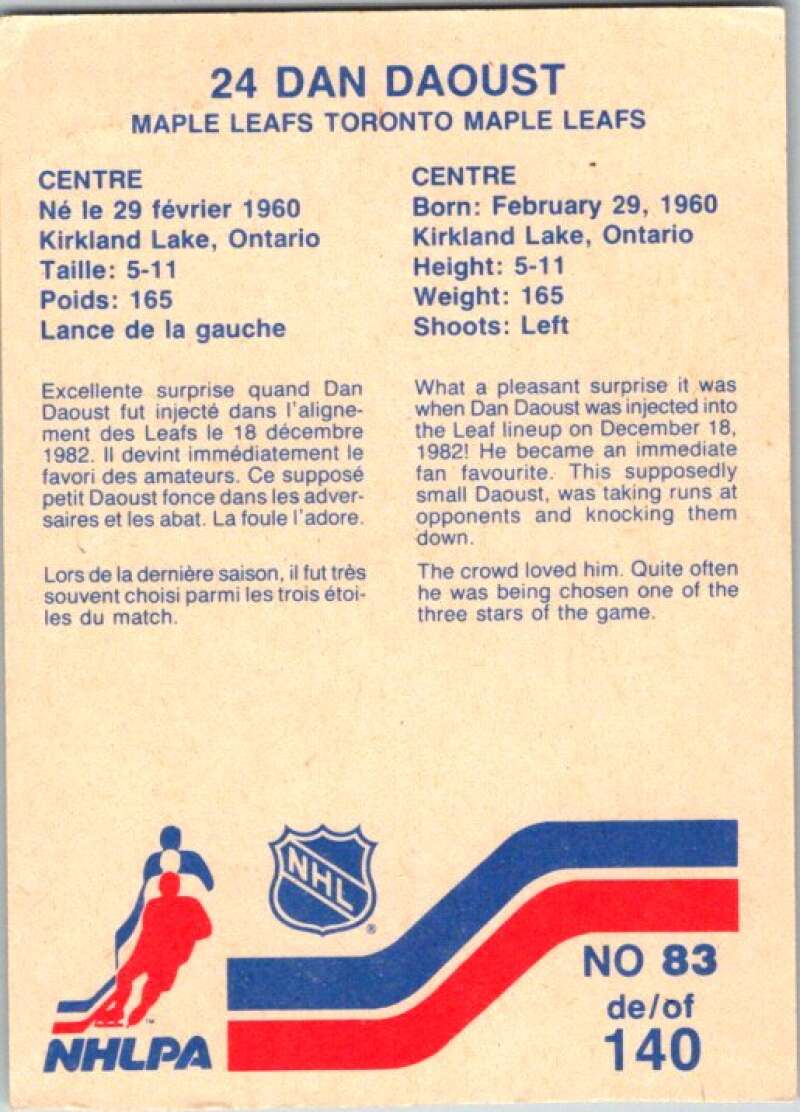 24 DAN DAOUST
MAPLE LEAFS TORONTO MAPLE LEAFS
CENTRE
Né le 29 février 1960
Kirkland Lake, Ontario
Taille: 5-11
Poids: 165
Lance de la gauche
Excellente surprise quand Dan
Daoust fut injecté dans l'aligne-
ment des Leafs le 18 décembre
1982. Il devint immédiatement le
favori des amateurs. Ce supposé
petit Daoust fonce dans les adver-
saires et les abat. La foule l'adore.
Lors de la dernière saison, il fut très
souvent choisi parmi les trois étoi-
les du match.
CENTRE
Born: February 29, 1960
Kirkland Lake, Ontario
Height: 5-11
Weight: 165
Shoots: Left
What a pleasant surprise it was
when Dan Daoust was injected into
the Leaf lineup on December 18,
1982! He became an immediate
fan favourite. This supposedly
small Daoust, was taking runs at
opponents and knocking them
down.
The crowd loved him. Quite often
he was being chosen one of the
three stars of the game.
NHL
®
™
NHLPA
NO 83
de/of
140